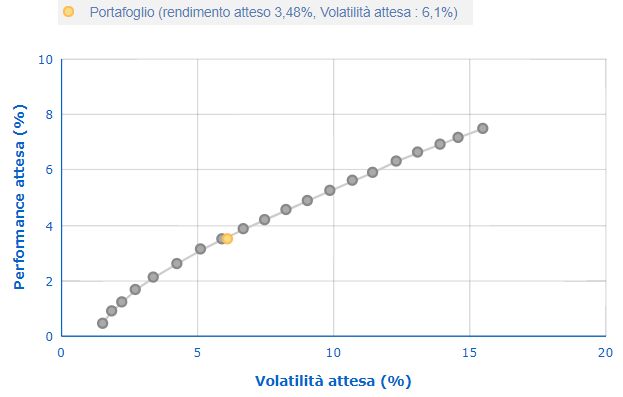 Portafoglio (rendimento atteso 3,48%, Volatilità attesa : 6,1%)
Performance attesa (%)
10
8
6
4
2
0
0 5 10 15 20
Volatilità attesa (%)